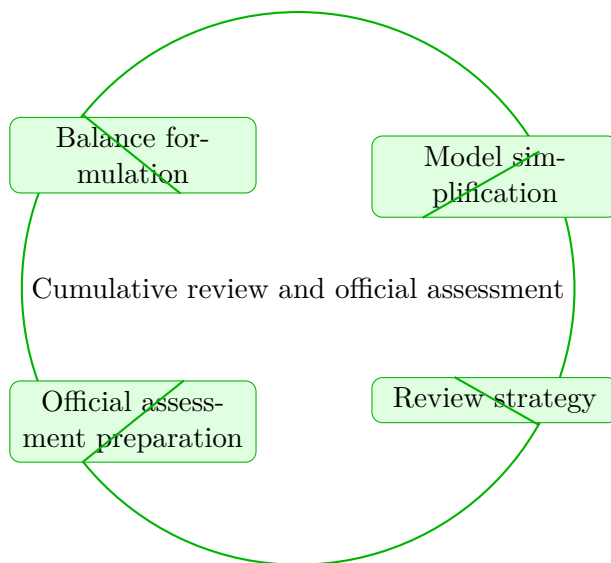 Balance for-
mulation
Model sim-
plification
Cumulative review and official assessment
Official assess-
ment preparation
Review strategy